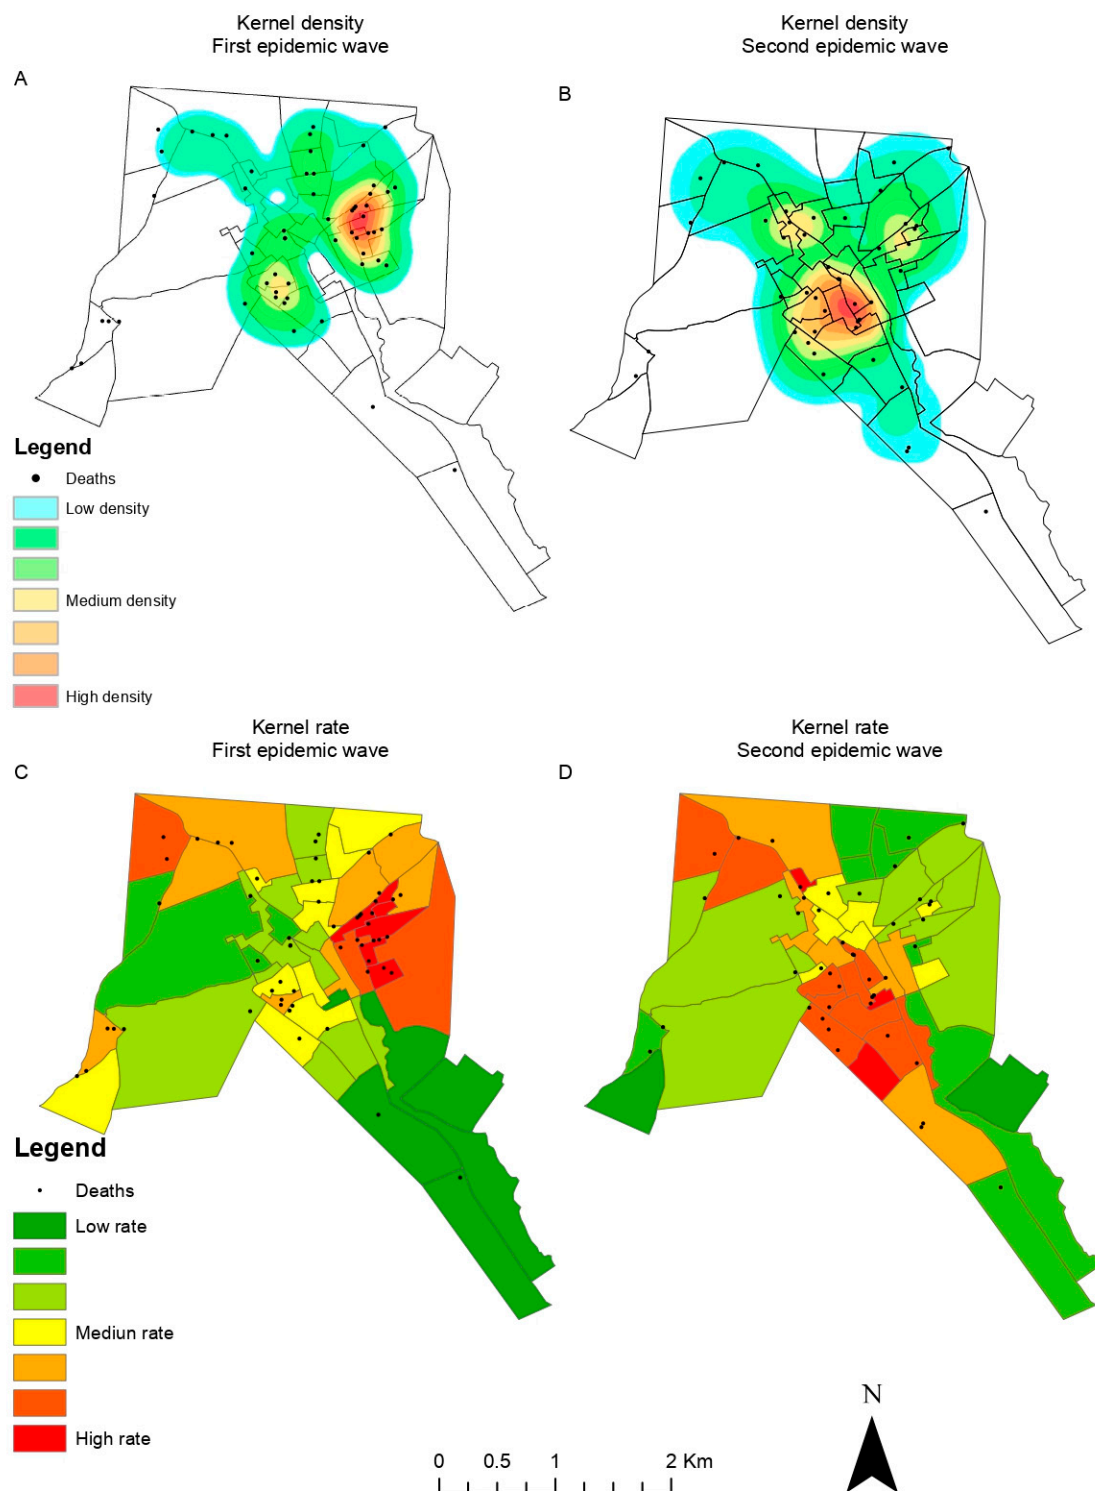 Kernel density
First epidemic wave
Kernel density
Second epidemic wave
A
B
Legend
Deaths
Low density
Medium density
High density
Kernel rate
First epidemic wave
Kernel rate
Second epidemic wave
C
D
Legend
Deaths
Low rate
Mediun rate
High rate
N
0 0.5 1 2 Km